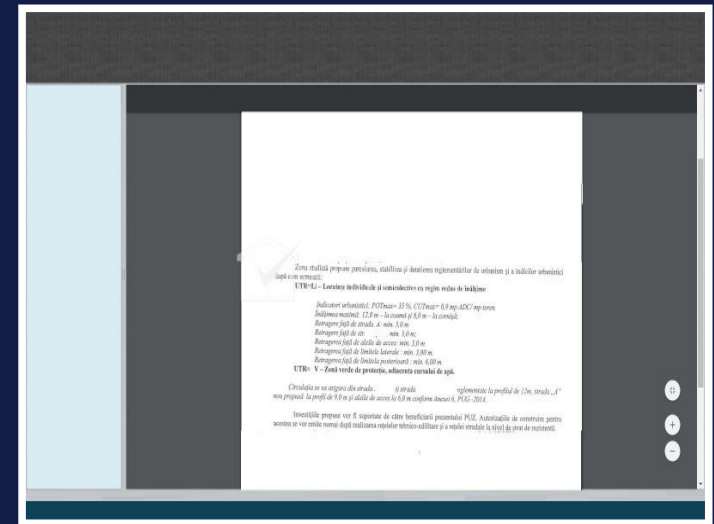 Zona studiată propune parcelarea, stabilirea și detalierea reglementărilor de urbanism și a indicilor urbanistici
după cum urmează:
UTR=Li – Locuințe individuale și semicolective cu regim redus de înălțime
Indicatori urbanistici: POTmax= 35 %, CUTmax= 0,9 mp ADC/ mp teren.
Înălțimea maximă: 12,0 m – la coamă și 8,0 m – la cornișă;
Retragere față de strada A: min. 5,0 m
Retragere față de str. min. 5,0 m;
Retragerea față de aleile de acces: min. 3,0 m
Retragerea față de limitele laterale : min. 3,00 m.
Retragerea față de limitele posterioară : min. 6,00 m.
UTR= V – Zonă verde de protecție, adiacenta cursului de apă.
Circulația se va asigura din strada . și strada reglementate la profilul de 12m, strada „A”
nou propusă la profil de 9,0 m și aleile de acces la 6,0 m conform Anexei 6, PUG -2014.
Investițiile propuse vor fi suportate de către beneficiarii prezentului PUZ. Autorizațiile de construire pentru
acestea se vor emite numai după realizarea rețelelor tehnico-edilitare și a rețelei stradale la nivel de strat de rezistență.